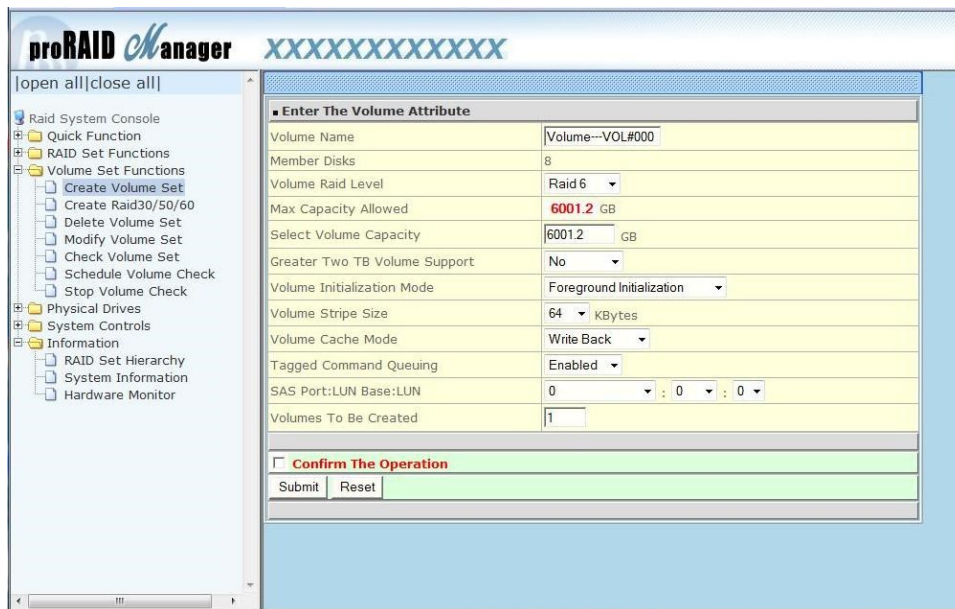 proRAID Manager XXXXXXXXXXXX
|open all|close all|
Raid System Console
Quick Function
RAID Set Functions
Volume Set Functions
Create Volume Set
Create Raid30/50/60
Delete Volume Set
Modify Volume Set
Check Volume Set
Schedule Volume Check
Stop Volume Check
Physical Drives
System Controls
Information
RAID Set Hierarchy
System Information
Hardware Monitor
Enter The Volume Attribute
Volume Name Volume---VOL#000
Member Disks 8
Volume Raid Level Raid 6
Max Capacity Allowed 6001.2 GB
Select Volume Capacity 6001.2 GB
Greater Two TB Volume Support No
Volume Initialization Mode Foreground Initialization
Volume Stripe Size 64 KBytes
Volume Cache Mode Write Back
Tagged Command Queuing Enabled
SAS Port:LUN Base:LUN 0 : 0 : 0
Volumes To Be Created 1
Confirm The Operation
Submit Reset